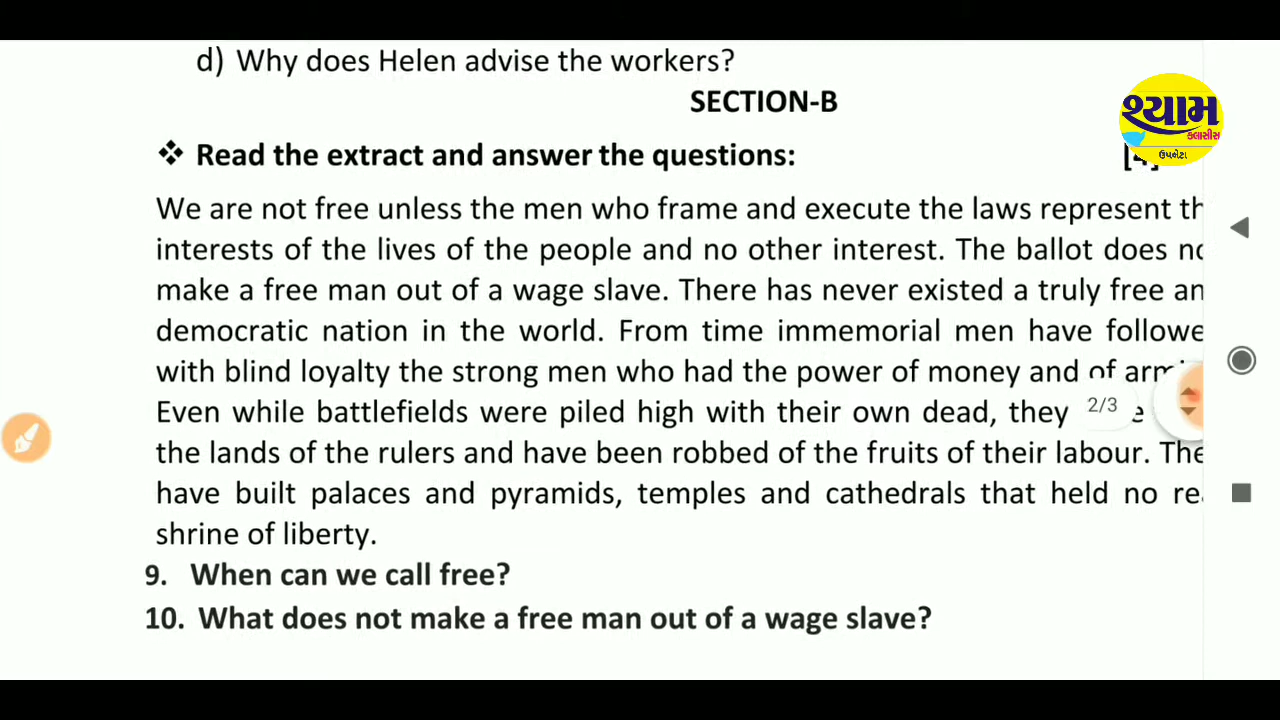 d) Why does Helen advise the workers?
SECTION-B
શ્યામ
કલાસીસ
ઉપલેટા
❖ Read the extract and answer the questions:
We are not free unless the men who frame and execute the laws represent th
interests of the lives of the people and no other interest. The ballot does no
make a free man out of a wage slave. There has never existed a truly free an
democratic nation in the world. From time immemorial men have followe
with blind loyalty the strong men who had the power of money and of
Even while battlefields were piled high with their own dead, they
2/3
the lands of the rulers and have been robbed of the fruits of their labour. The
have built palaces and pyramids, temples and cathedrals that held no re
shrine of liberty.
9. When can we call free?
10. What does not make a free man out of a wage slave?